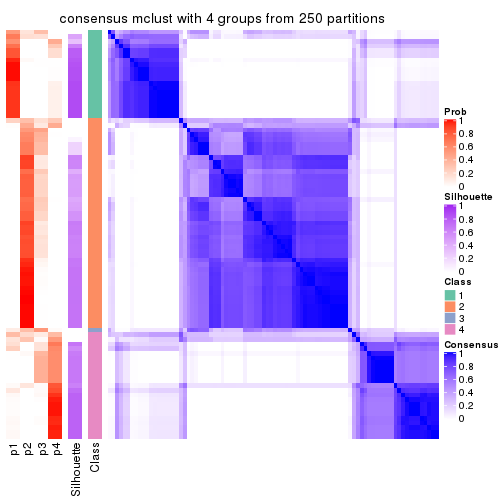 consensus mclust with 4 groups from 250 partitions
Prob
1
0.8
0.6
0.4
0.2
0
Silhouette
1
0.8
0.6
0.4
0.2
0
Class
1
2
3
4
Consensus
1
0.8
0.6
0.4
0.2
0
p1
p2
p3
p4
Silhouette
Class